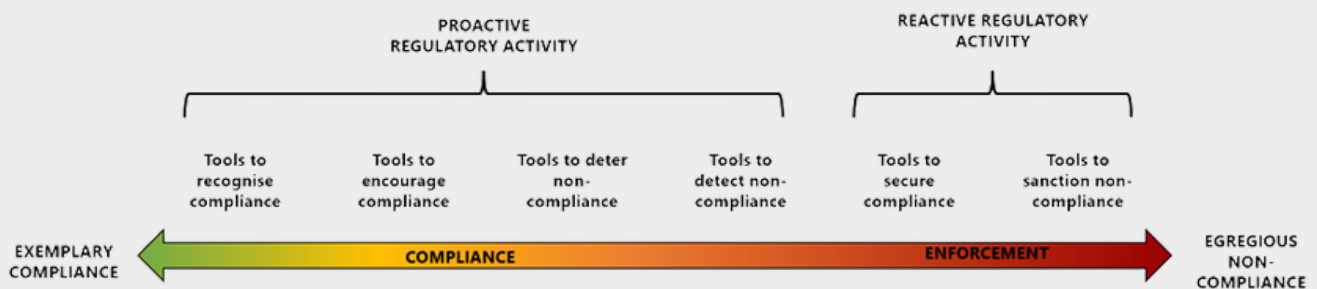 PROACTIVE
REGULATORY ACTIVITY
REACTIVE REGULATORY
ACTIVITY
Tools to
recognise
compliance
Tools to
encourage
compliance
Tools to deter
non-
compliance
Tools to
detect non-
compliance
Tools to
secure
compliance
Tools to
sanction non-
compliance
EXEMPLARY
COMPLIANCE
COMPLIANCE
ENFORCEMENT
EGREGIOUS
NON-
COMPLIANCE